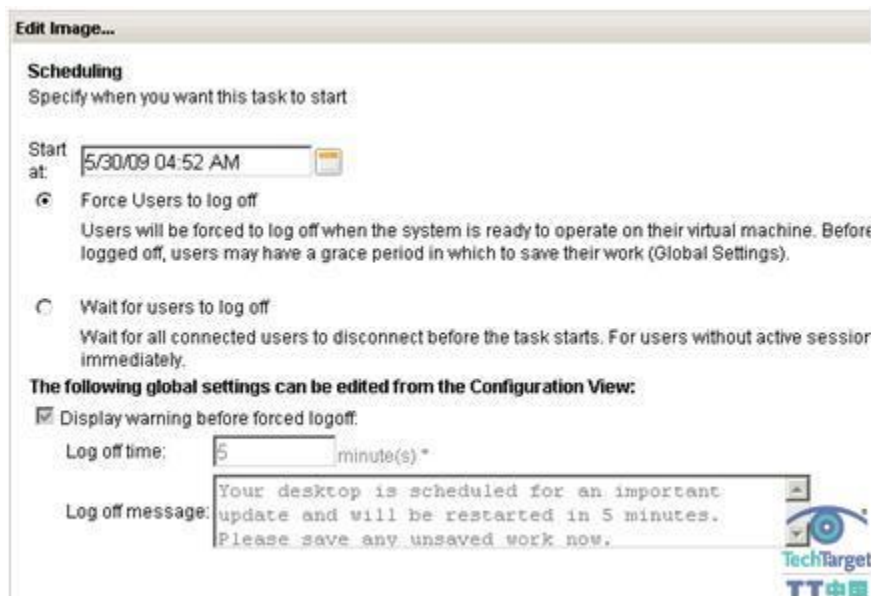 Edit Image...
Scheduling
Specify when you want this task to start
Start
at:
5/30/09 04:52 AM
Force Users to log off
Users will be forced to log off when the system is ready to operate on their virtual machine. Before
logged off, users may have a grace period in which to save their work (Global Settings).
Wait for users to log off
Wait for all connected users to disconnect before the task starts. For users without active session
immediately.
The following global settings can be edited from the Configuration View:
Display warning before forced logoff:
Log off time: 5 minute(s) *
Log off message:
Your desktop is scheduled for an important
update and will be restarted in 5 minutes.
Please save any unsaved work now.
TechTarget
TT中国